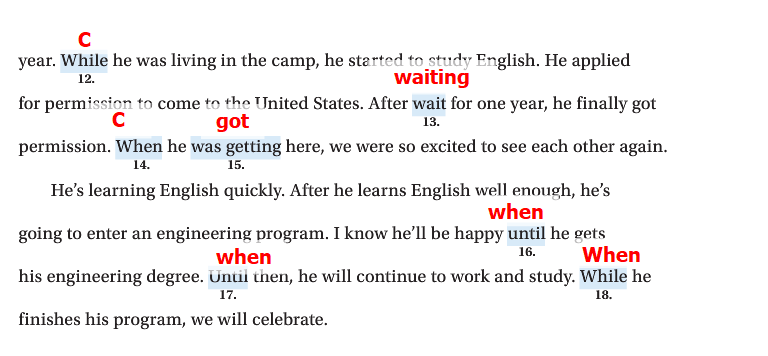 C
year. While he was living in the camp, he started to study English. He applied
12.
waiting
for permission to come to the United States. After wait for one year, he finally got
13.
C got
permission. When he was getting here, we were so excited to see each other again.
14. 15.
He's learning English quickly. After he learns English well enough, he's
when
going to enter an engineering program. I know he'll be happy until he gets
16.
when When
his engineering degree. Until then, he will continue to work and study. While he
17. 18.
finishes his program, we will celebrate.